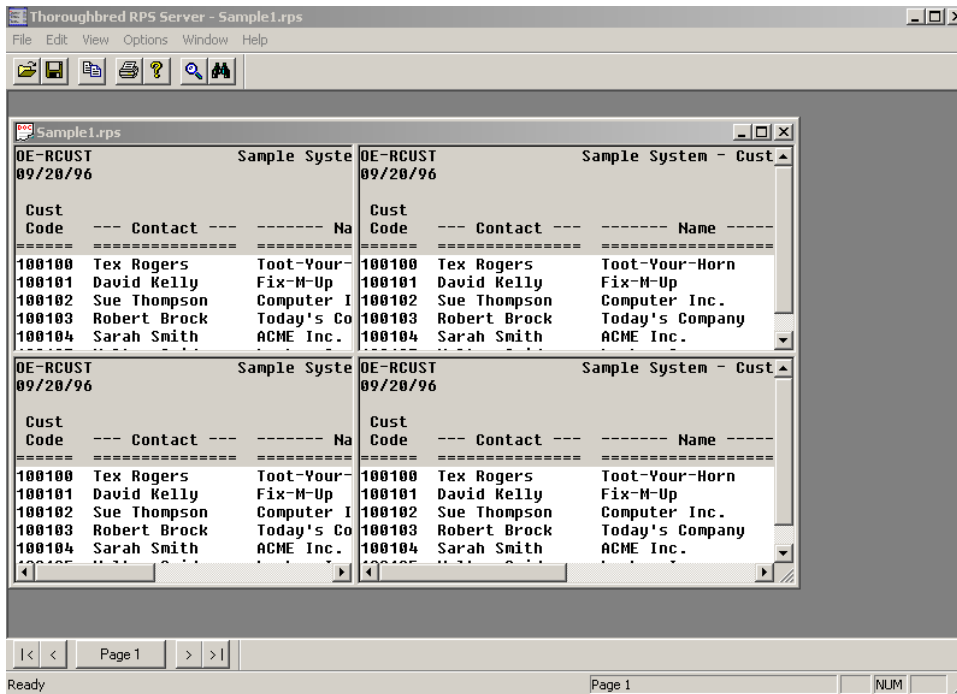 Thoroughbred RPS Server - Sample1.rps
File Edit View Options Window Help
Sample1.rps
OE-RCUST Sample Syste
09/20/96
Cust
Code --- Contact --- ------- Na
====== =============== ==========
100100 Tex Rogers Toot-Your-
100101 David Kelly Fix-M-Up
100102 Sue Thompson Computer I
100103 Robert Brock Today's Co
100104 Sarah Smith ACME Inc.
OE-RCUST Sample System - Cust
09/20/96
Cust
Code --- Contact --- ------- Name -----
====== =============== ==================
100100 Tex Rogers Toot-Your-Horn
100101 David Kelly Fix-M-Up
100102 Sue Thompson Computer Inc.
100103 Robert Brock Today's Company
100104 Sarah Smith ACME Inc.
OE-RCUST Sample Syste
09/20/96
Cust
Code --- Contact --- ------- Na
====== =============== ==========
100100 Tex Rogers Toot-Your-
100101 David Kelly Fix-M-Up
100102 Sue Thompson Computer I
100103 Robert Brock Today's Co
100104 Sarah Smith ACME Inc.
OE-RCUST Sample System - Cust
09/20/96
Cust
Code --- Contact --- ------- Name -----
====== =============== ==================
100100 Tex Rogers Toot-Your-Horn
100101 David Kelly Fix-M-Up
100102 Sue Thompson Computer Inc.
100103 Robert Brock Today's Company
100104 Sarah Smith ACME Inc.
|< < Page 1 > >|
Ready Page 1 NUM